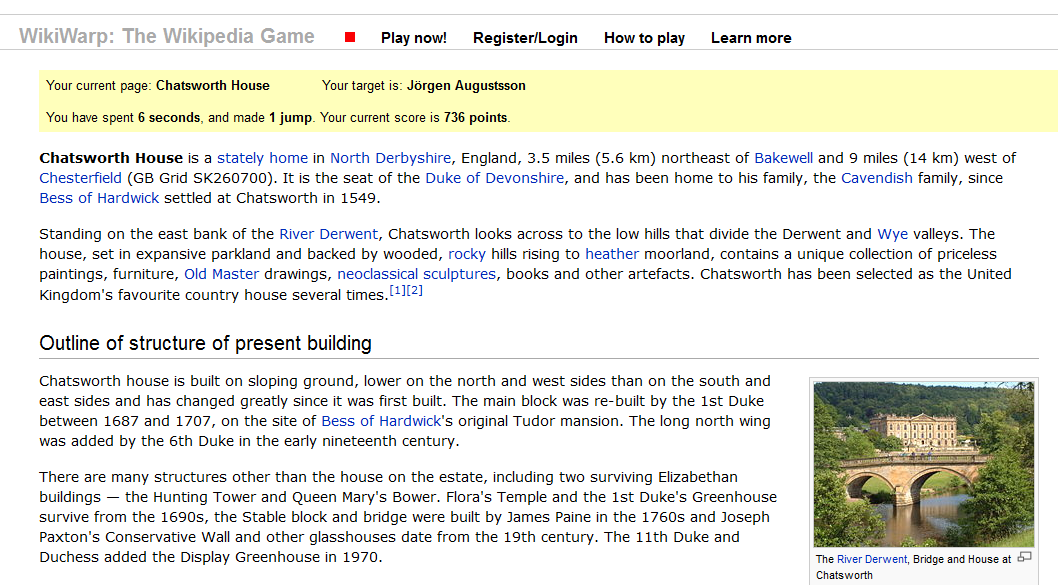 WikiWarp: The Wikipedia Game Play now! Register/Login How to play Learn more
Your current page: Chatsworth House Your target is: Jörgen Augustsson
You have spent 6 seconds, and made 1 jump. Your current score is 736 points.
Chatsworth House is a stately home in North Derbyshire, England, 3.5 miles (5.6 km) northeast of Bakewell and 9 miles (14 km) west of
Chesterfield (GB Grid SK260700). It is the seat of the Duke of Devonshire, and has been home to his family, the Cavendish family, since
Bess of Hardwick settled at Chatsworth in 1549.
Standing on the east bank of the River Derwent, Chatsworth looks across to the low hills that divide the Derwent and Wye valleys. The
house, set in expansive parkland and backed by wooded, rocky hills rising to heather moorland, contains a unique collection of priceless
paintings, furniture, Old Master drawings, neoclassical sculptures, books and other artefacts. Chatsworth has been selected as the United
Kingdom's favourite country house several times.[1][2]
Outline of structure of present building
Chatsworth house is built on sloping ground, lower on the north and west sides than on the south and
east sides and has changed greatly since it was first built. The main block was re-built by the 1st Duke
between 1687 and 1707, on the site of Bess of Hardwick's original Tudor mansion. The long north wing
was added by the 6th Duke in the early nineteenth century.
There are many structures other than the house on the estate, including two surviving Elizabethan
buildings — the Hunting Tower and Queen Mary's Bower. Flora's Temple and the 1st Duke's Greenhouse
survive from the 1690s, the Stable block and bridge were built by James Paine in the 1760s and Joseph
Paxton's Conservative Wall and other glasshouses date from the 19th century. The 11th Duke and
Duchess added the Display Greenhouse in 1970.
The River Derwent, Bridge and House at
Chatsworth